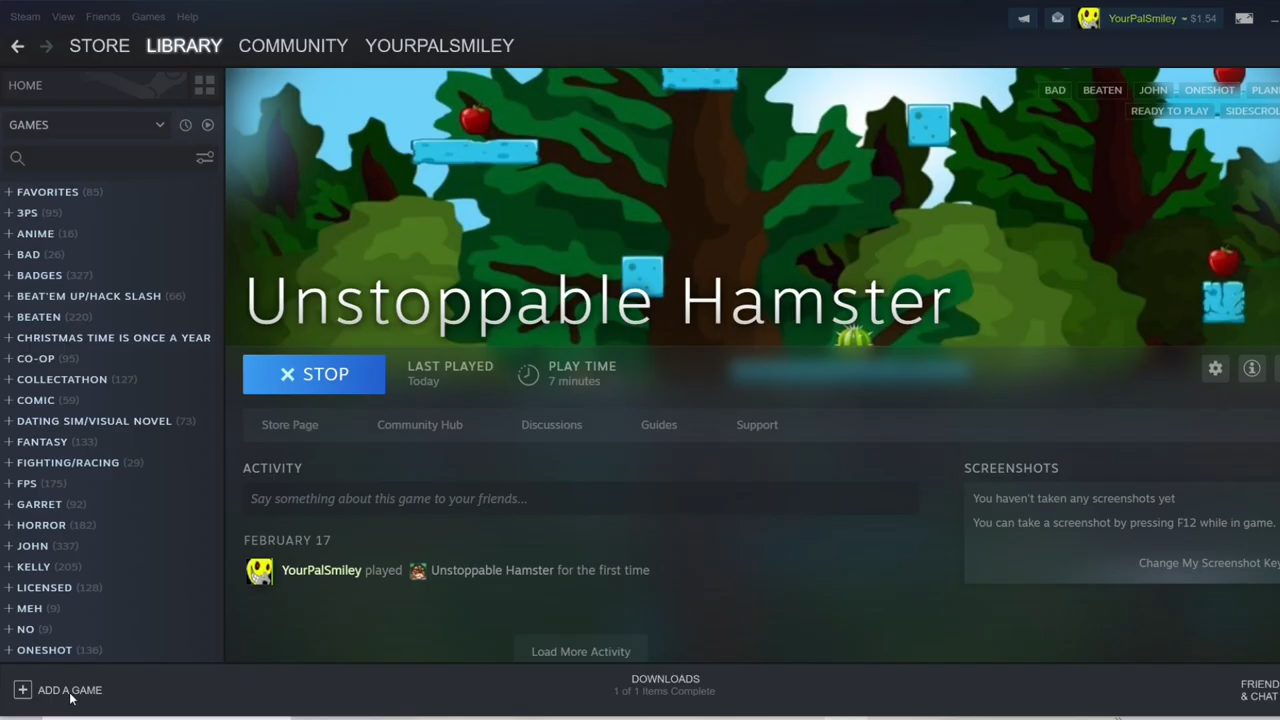 Steam View Friends Games Help
YourPalSmiley $1.54
STORE LIBRARY COMMUNITY YOURPALSMILEY
HOME
GAMES
+ FAVORITES (85)
+ 3PS (95)
+ ANIME (16)
+ BAD (26)
+ BADGES (327)
+ BEAT'EM UP/HACK SLASH (66)
+ BEATEN (220)
+ CHRISTMAS TIME IS ONCE A YEAR
+ CO-OP (95)
+ COLLECTATHON (127)
+ COMIC (59)
+ DATING SIM/VISUAL NOVEL (73)
+ FANTASY (133)
+ FIGHTING/RACING (29)
+ FPS (175)
+ GARRET (92)
+ HORROR (182)
+ JOHN (337)
+ KELLY (205)
+ LICENSED (128)
+ MEH (9)
+ NO (9)
+ ONESHOT (136)
BAD BEATEN JOHN ONESHOT
READY TO PLAY
Unstoppable Hamster
STOP
LAST PLAYED
Today
PLAY TIME
7 minutes
Store Page Community Hub Discussions Guides Support
ACTIVITY
Say something about this game to your friends...
FEBRUARY 17
YourPalSmiley played Unstoppable Hamster for the first time
Load More Activity
SCREENSHOTS
You haven't taken any screenshots yet
You can take a screenshot by pressing F12 while in game.
Change My Screenshot Key
ADD A GAME
DOWNLOADS
1 of 1 Items Complete
FRIEND
& CHAT